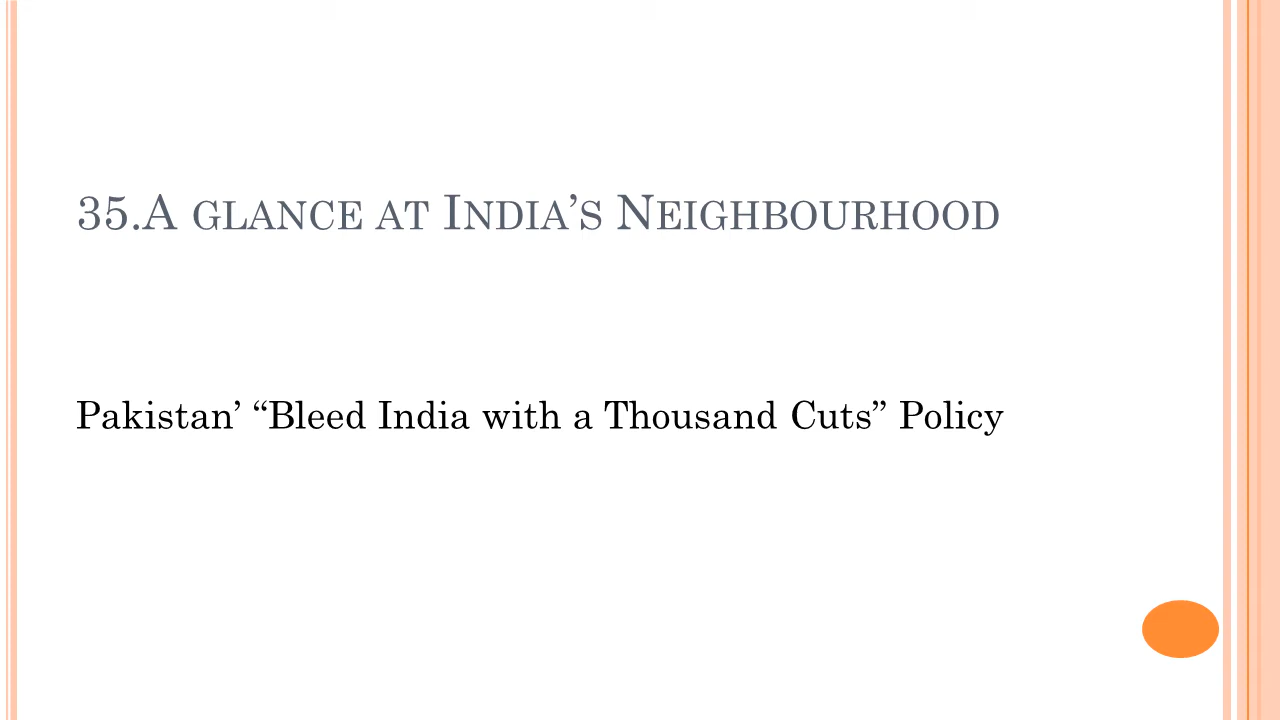 35.A glance at India’s Neighbourhood
Pakistan’ “Bleed India with a Thousand Cuts” Policy